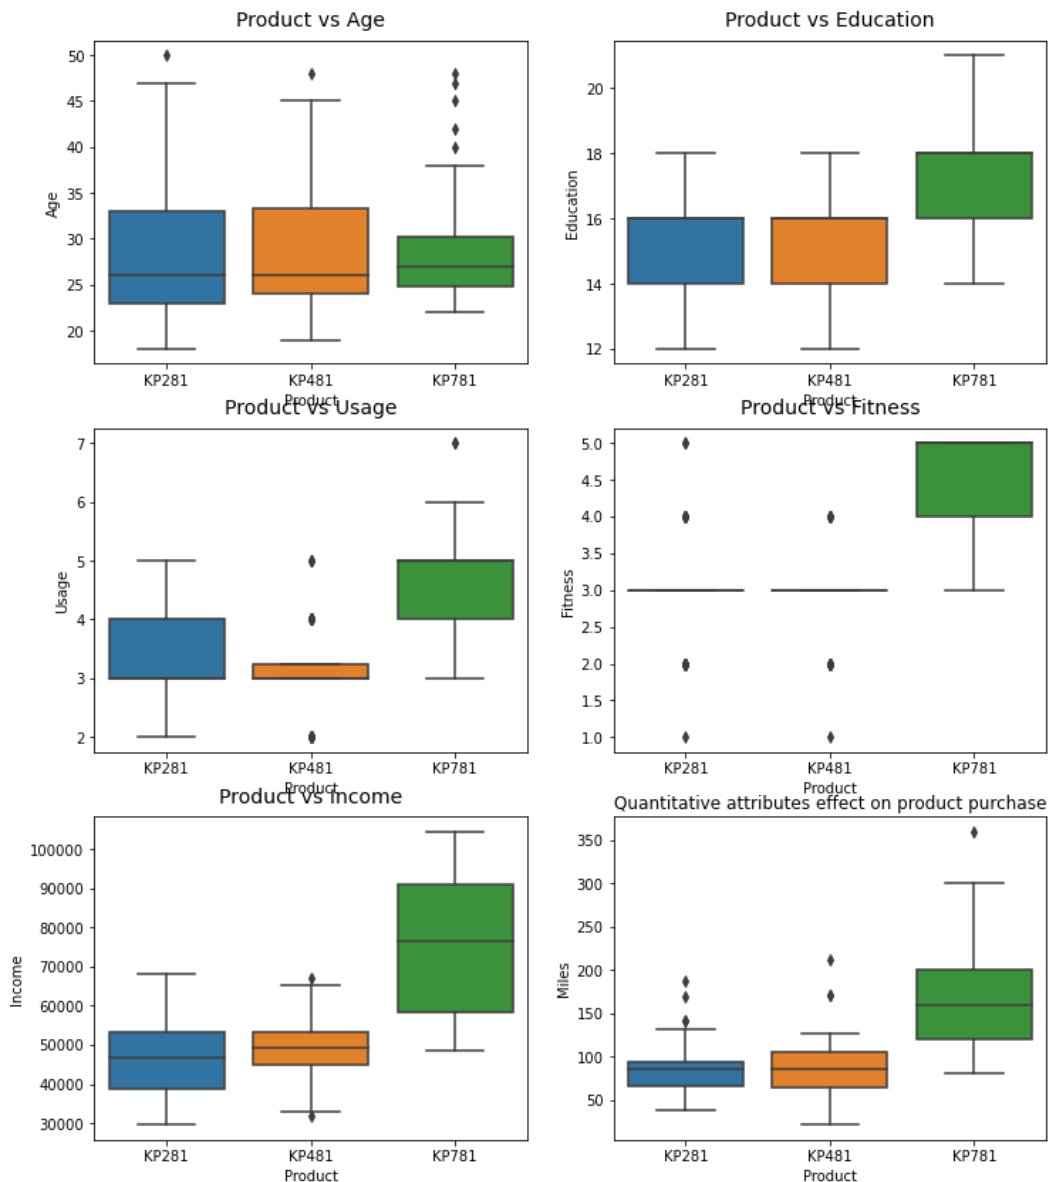 Product vs Age
50
45
40
35
30
25
20
Age
KP281 KP481 KP781
Product
Product vs Education
20
18
16
14
12
Education
KP281 KP481 KP781
Product
Product vs Usage
7
6
5
4
3
2
Usage
KP281 KP481 KP781
Product
Product vs Fitness
5.0
4.5
4.0
3.5
3.0
2.5
2.0
1.5
1.0
Fitness
KP281 KP481 KP781
Product
Product vs Income
100000
90000
80000
70000
60000
50000
40000
30000
Income
KP281 KP481 KP781
Product
Quantitative attributes effect on product purchase
350
300
250
200
150
100
50
Miles
KP281 KP481 KP781
Product